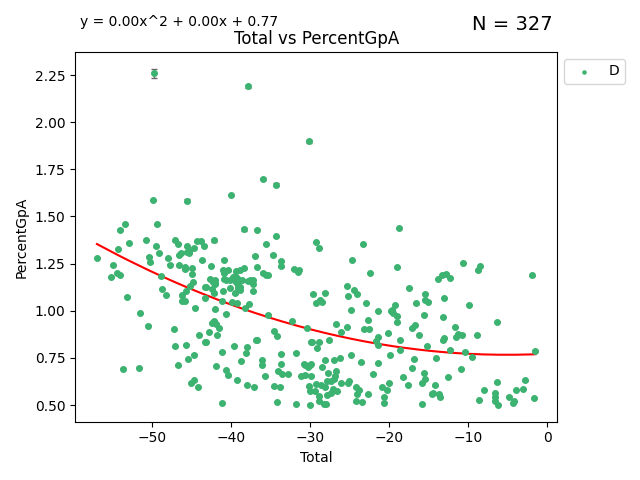 y = 0.00x^2 + 0.00x + 0.77
N = 327
Total vs PercentGpA
D
PercentGpA
2.25
2.00
1.75
1.50
1.25
1.00
0.75
0.50
−50
−40
−30
−20
−10
0
Total